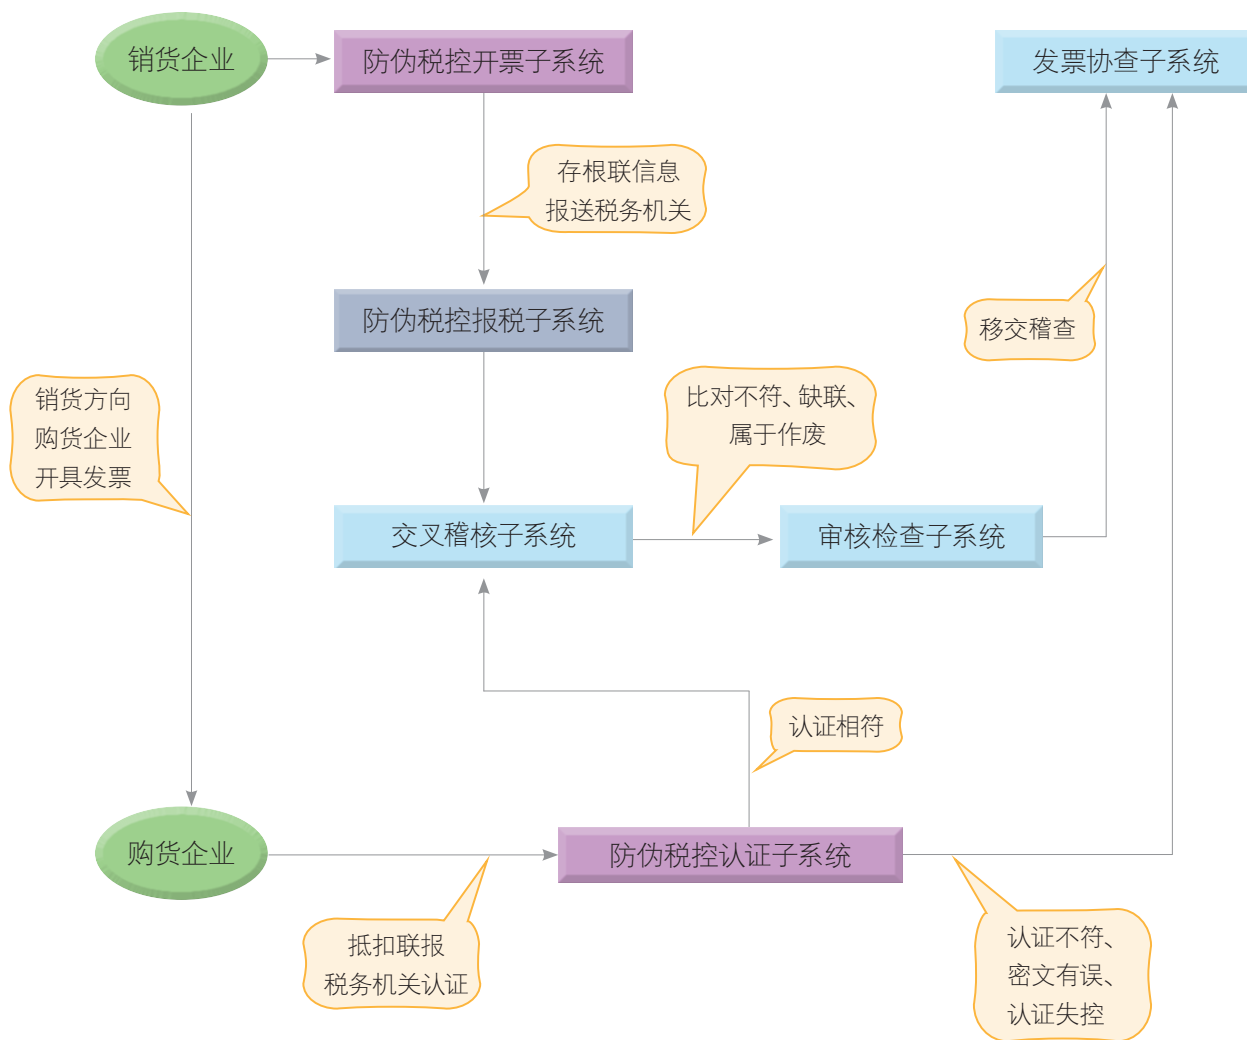 销货企业
防伪税控开票子系统
发票协查子系统
存根联信息
报送税务机关
防伪税控报税子系统
移交稽查
销货方向
购货企业
开具发票
比对不符、缺联、
属于作废
交叉稽核子系统
审核检查子系统
认证相符
购货企业
防伪税控认证子系统
抵扣联报
税务机关认证
认证不符、
密文有误、
认证失控